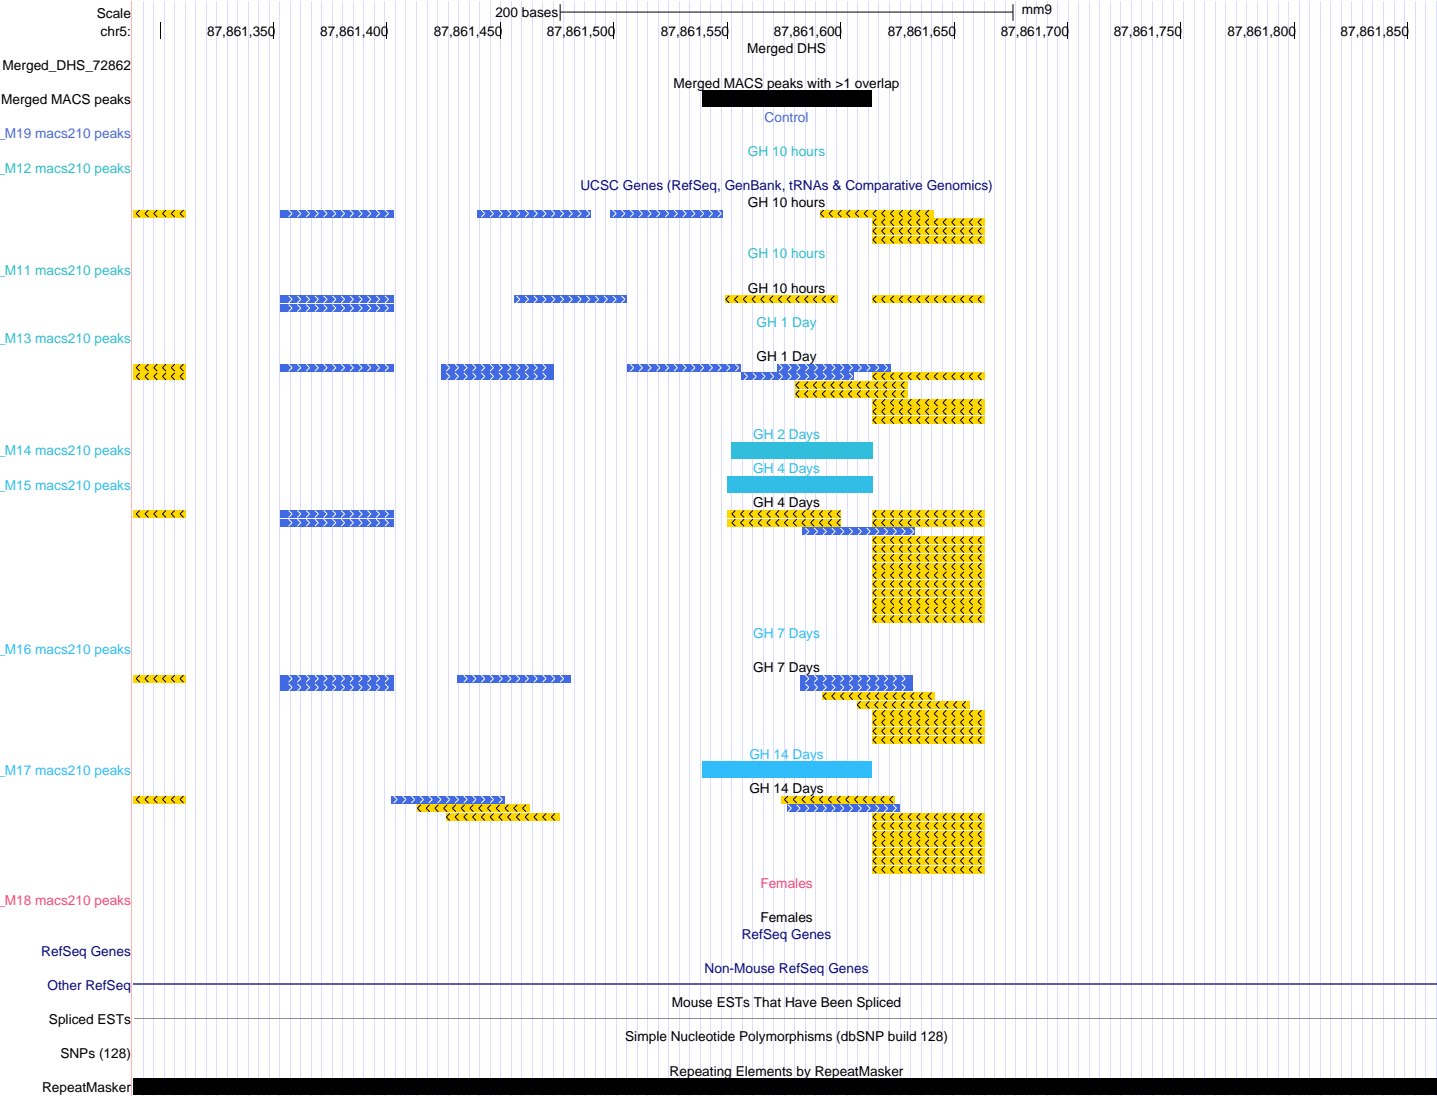 Scale 200 bases mm9
chr5: 87,861,350 87,861,400 87,861,450 87,861,500 87,861,550 87,861,600 87,861,650 87,861,700 87,861,750 87,861,800 87,861,850
Merged DHS
Merged_DHS_72862
Merged MACS peaks with >1 overlap
Merged MACS peaks
Control
_M19 macs210 peaks
GH 10 hours
_M12 macs210 peaks
UCSC Genes (RefSeq, GenBank, tRNAs & Comparative Genomics)
GH 10 hours
GH 10 hours
_M11 macs210 peaks
GH 10 hours
GH 1 Day
_M13 macs210 peaks
GH 1 Day
GH 2 Days
_M14 macs210 peaks
GH 4 Days
_M15 macs210 peaks
GH 4 Days
GH 7 Days
_M16 macs210 peaks
GH 7 Days
GH 14 Days
_M17 macs210 peaks
GH 14 Days
Females
_M18 macs210 peaks
Females
RefSeq Genes
RefSeq Genes
Non-Mouse RefSeq Genes
Other RefSeq
Mouse ESTs That Have Been Spliced
Spliced ESTs
Simple Nucleotide Polymorphisms (dbSNP build 128)
SNPs (128)
Repeating Elements by RepeatMasker
RepeatMasker